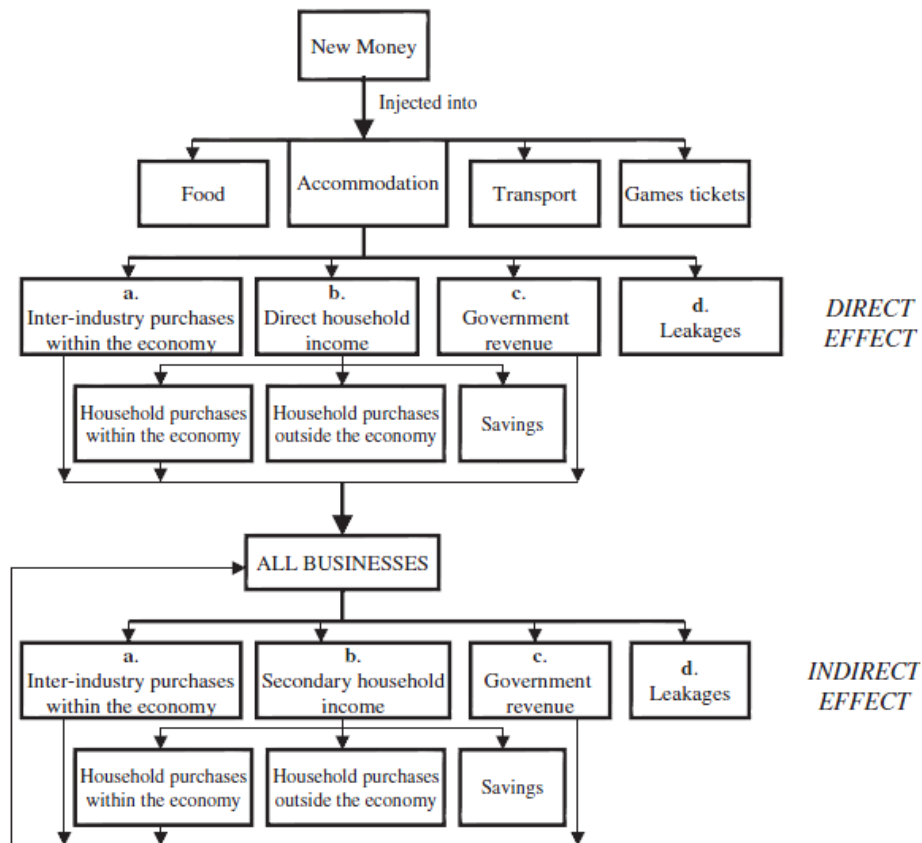 New Money
Injected into
Food
Accommodation
Transport
Games tickets
a.
Inter-industry purchases
within the economy
b.
Direct household
income
c.
Government
revenue
d.
Leakages
DIRECT
EFFECT
Household purchases
within the economy
Household purchases
outside the economy
Savings
ALL BUSINESSES
a.
Inter-industry purchases
within the economy
b.
Secondary household
income
c.
Government
revenue
d.
Leakages
INDIRECT
EFFECT
Household purchases
within the economy
Household purchases
outside the economy
Savings